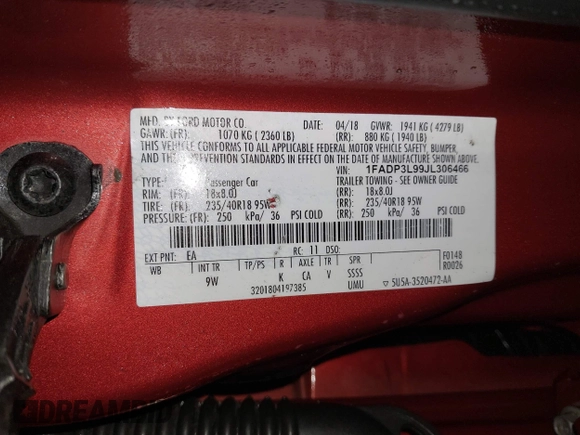 MFD. BY FORD MOTOR CO. DATE: 04/18 GVWR: 1941 KG ( 4279 LB)
GAWR: (FR): 1070 KG ( 2360 LB) (RR): 880 KG ( 1940 LB)
THIS VEHICLE CONFORMS TO ALL APPLICABLE FEDERAL MOTOR VEHICLE SAFETY, BUMPER,
AND THEFT PREVENTION STANDARDS IN EFFECT ON THE DATE OF MANUFACTURE SHOWN ABOVE.
VIN: 1FADP3L99JL306466
TYPE: Passenger Car TRAILER TOWING - SEE OWNER GUIDE
RIM: (FR) 18x8.0J (RR): 18x8.0J
TIRE: (FR) 235/40R18 95W (RR): 235/40R18 95W
PRESSURE: (FR): 250 kPa/ 36 PSI COLD (RR): 250 kPa/ 36 PSI COLD
EXT PNT: EA RC: 11 DSO: F0148
WB INT TR TP/PS R AXLE TR SPR R0026
9W K CA V SSSS
3201804197385 UMU ▽ 5U5A-3520472-AA
DREAMBID